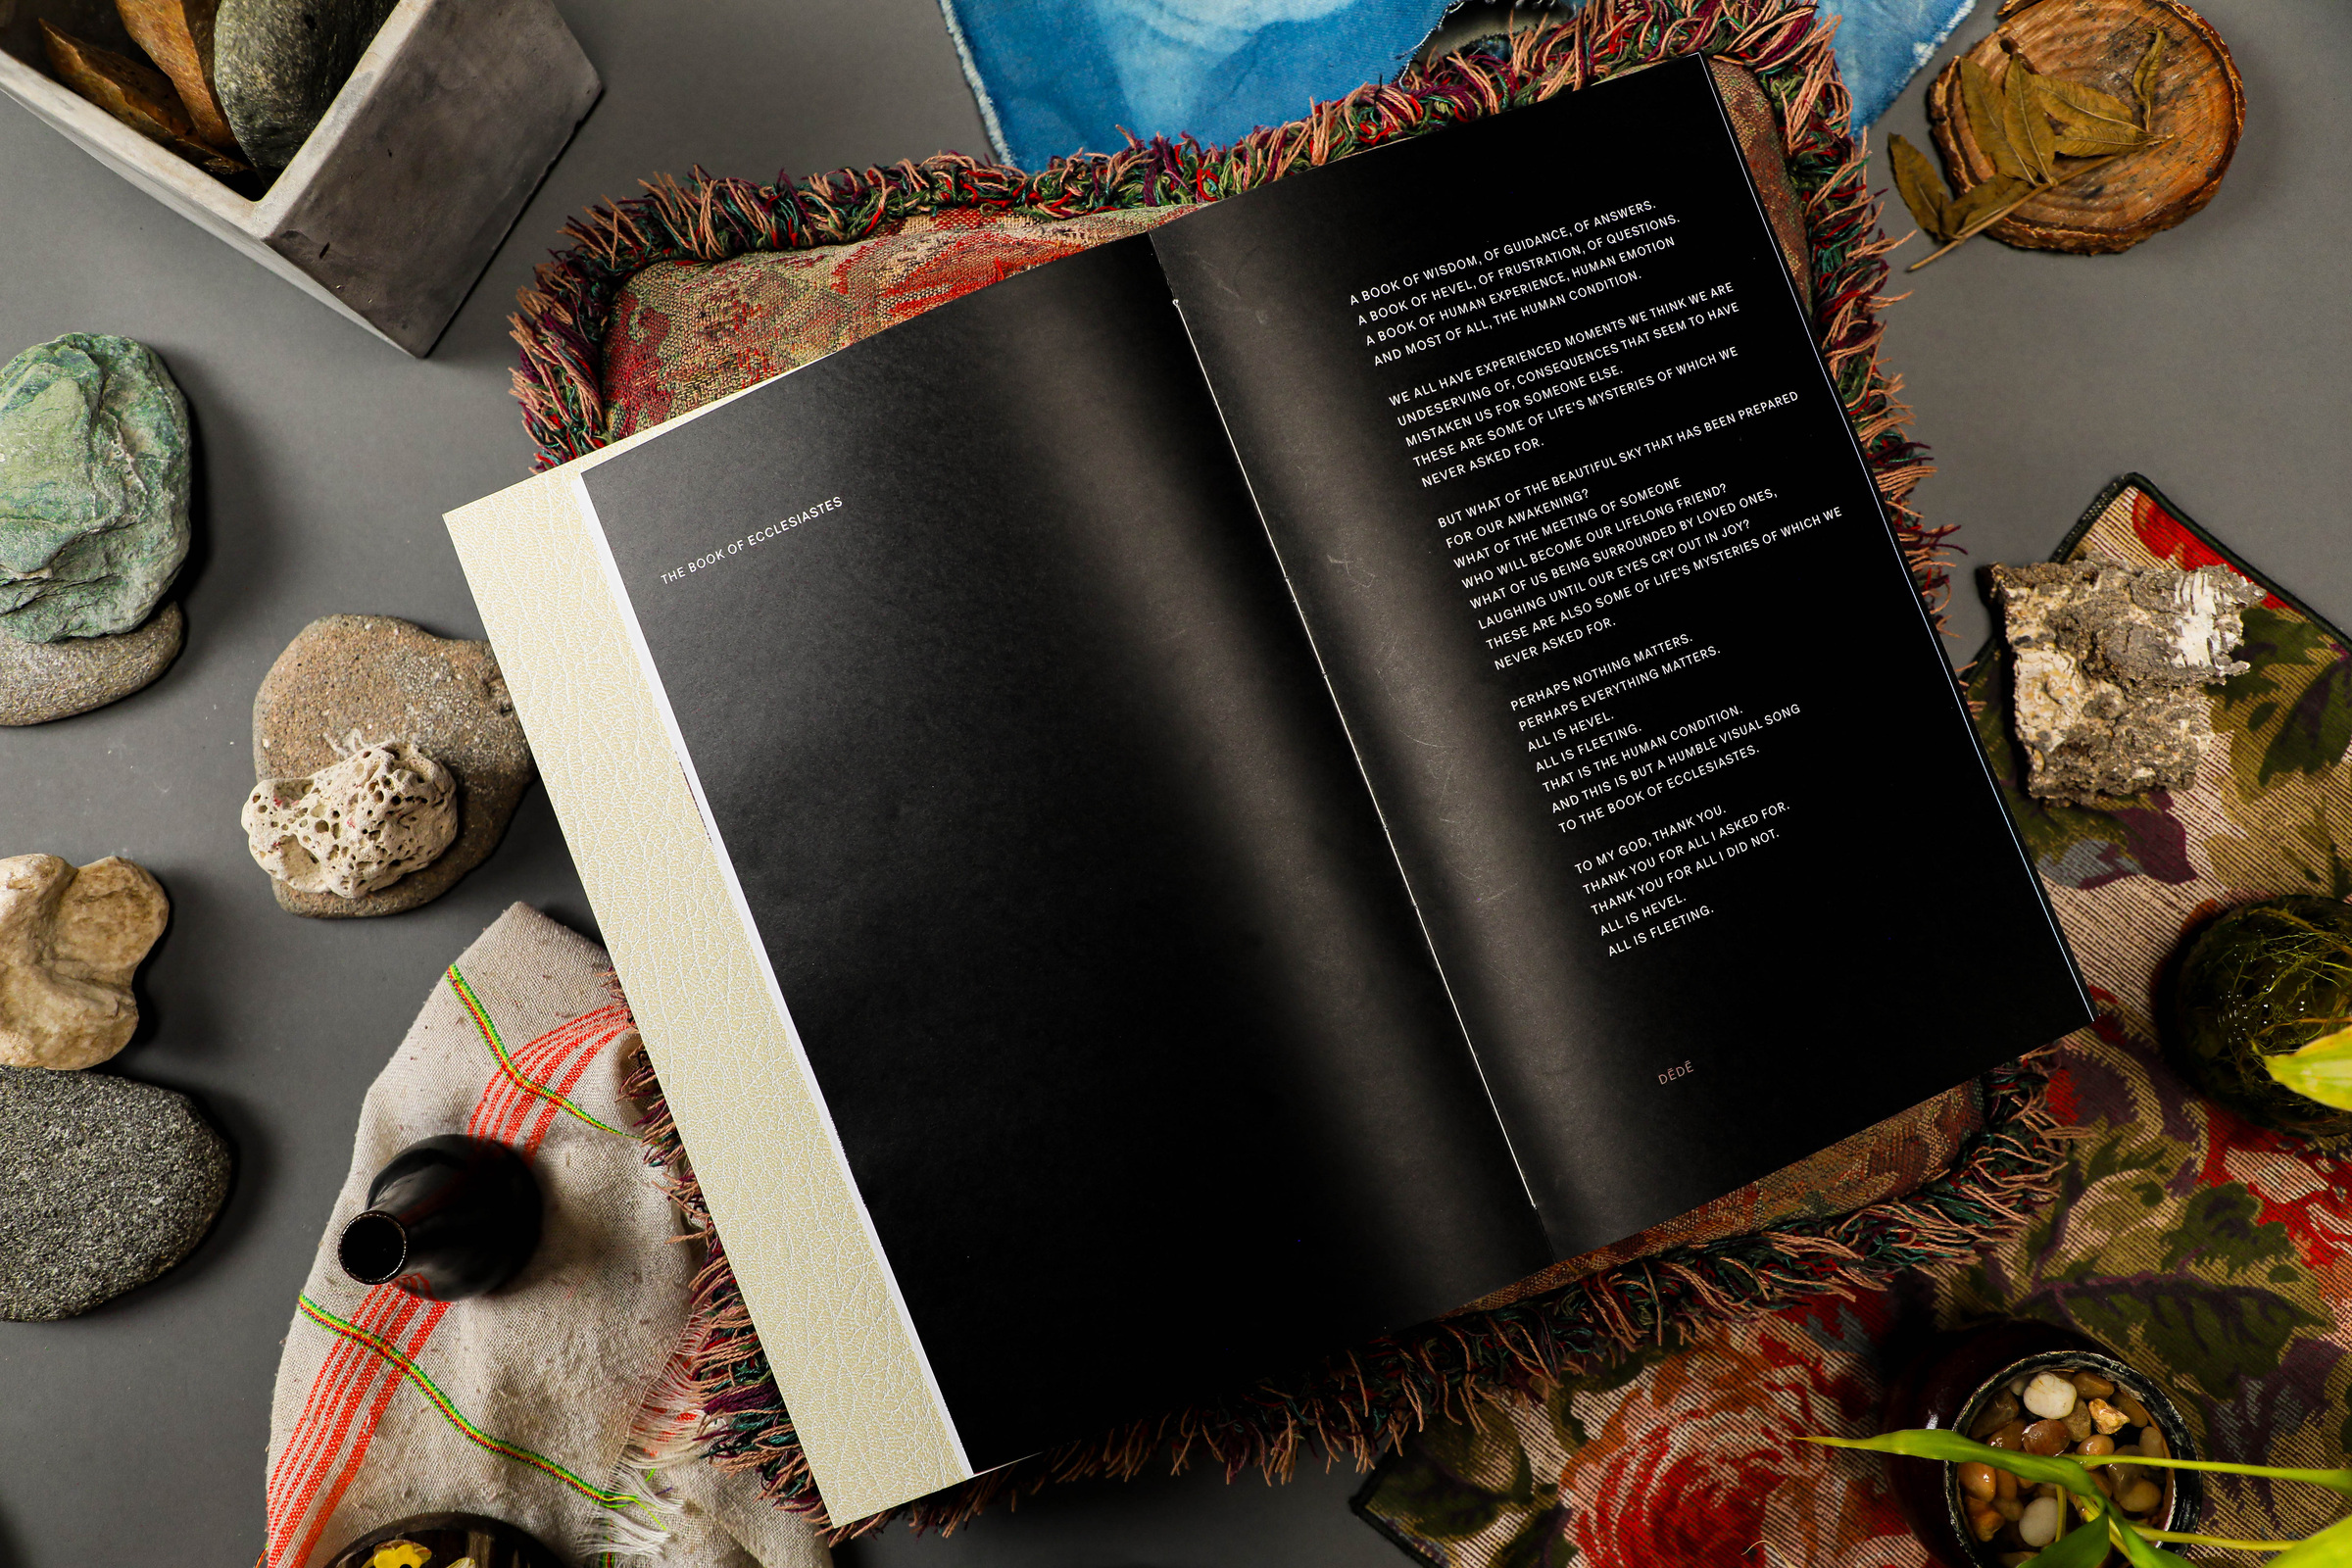 THE BOOK OF ECCLESIASTES
A BOOK OF WISDOM, OF GUIDANCE, OF ANSWERS.
A BOOK OF HEVEL, OF FRUSTRATION, OF QUESTIONS.
A BOOK OF HUMAN EXPERIENCE, HUMAN EMOTION
AND MOST OF ALL, THE HUMAN CONDITION.
WE ALL HAVE EXPERIENCED MOMENTS WE THINK WE ARE
UNDESERVING OF, CONSEQUENCES THAT SEEM TO HAVE
MISTAKEN US FOR SOMEONE ELSE.
THESE ARE SOME OF LIFE'S MYSTERIES OF WHICH WE
NEVER ASKED FOR.
BUT WHAT OF THE BEAUTIFUL SKY THAT HAS BEEN PREPARED
FOR OUR AWAKENING?
WHAT OF THE MEETING OF SOMEONE
WHO WILL BECOME OUR LIFELONG FRIEND?
WHAT OF US BEING SURROUNDED BY LOVED ONES,
LAUGHING UNTIL OUR EYES CRY OUT IN JOY?
THESE ARE ALSO SOME OF LIFE'S MYSTERIES OF WHICH WE
NEVER ASKED FOR.
PERHAPS NOTHING MATTERS.
PERHAPS EVERYTHING MATTERS.
ALL IS HEVEL.
ALL IS FLEETING.
THAT IS THE HUMAN CONDITION.
AND THIS IS BUT A HUMBLE VISUAL SONG
TO THE BOOK OF ECCLESIASTES.
TO MY GOD, THANK YOU.
THANK YOU FOR ALL I ASKED FOR.
THANK YOU FOR ALL I DID NOT.
ALL IS HEVEL.
ALL IS FLEETING.
DĒDĒ